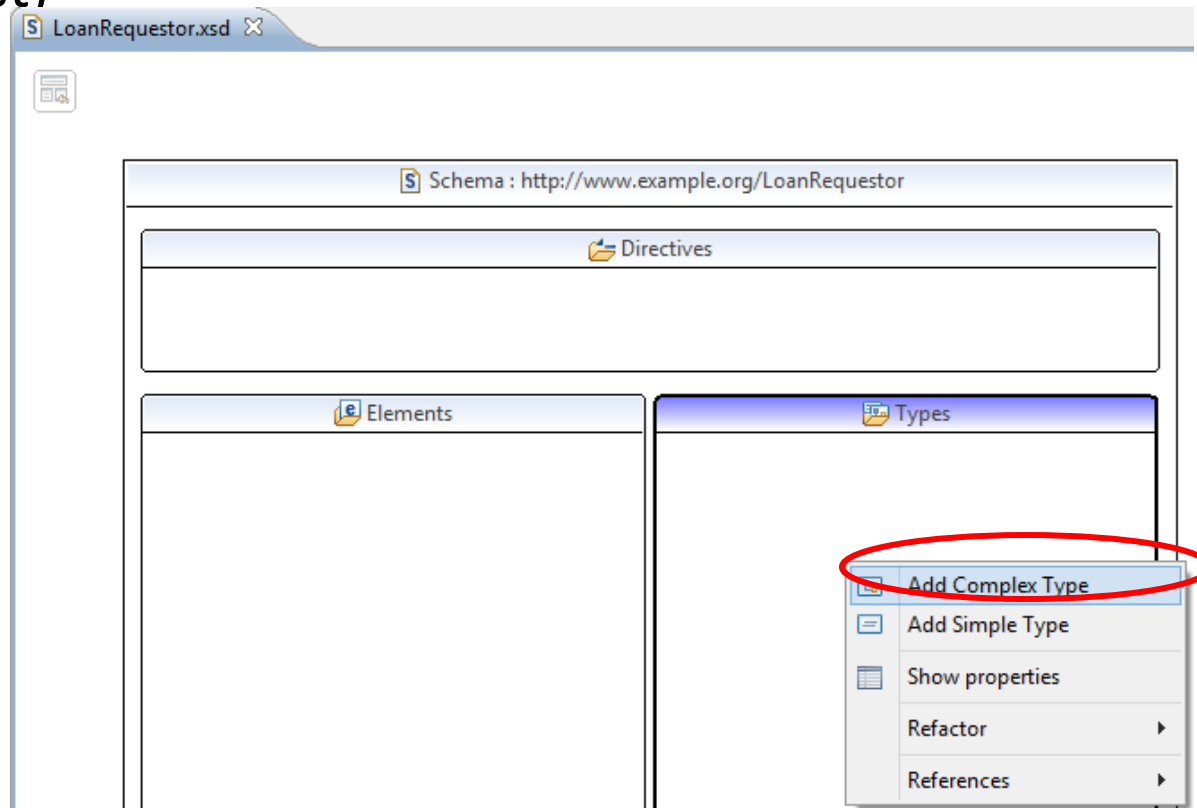 LoanRequestor.xsd
Schema : http://www.example.org/LoanRequestor
Directives
Elements
Types
Add Complex Type
Add Simple Type
Show properties
Refactor
References